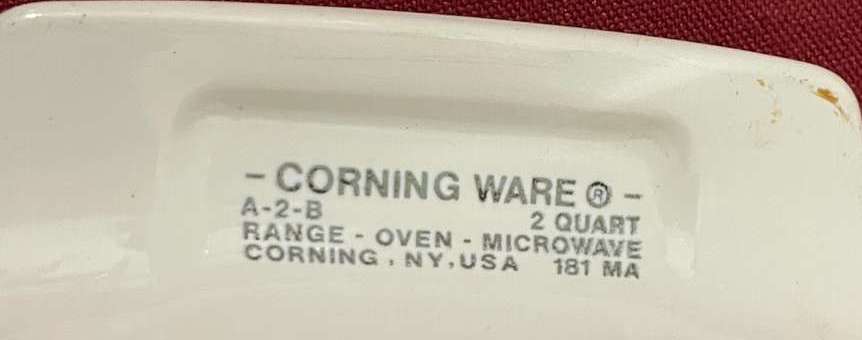 - CORNING WARE ® -
A-2-B 2 QUART
RANGE - OVEN - MICROWAVE
CORNING , NY, USA 181 MA